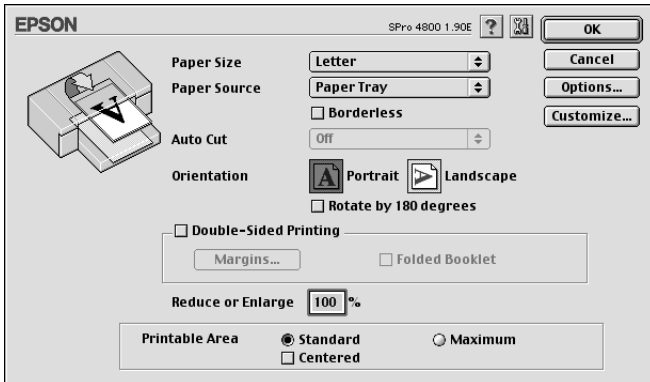 EPSON
SPro 4800 1.90E ?
OK
Paper Size Letter
Cancel
Paper Source Paper Tray
Options...
Borderless
Customize...
Auto Cut Off
Orientation A Portrait A Landscape
Rotate by 180 degrees
Double-Sided Printing
Margins... Folded Booklet
Reduce or Enlarge 100 %
Printable Area Standard Maximum
Centered